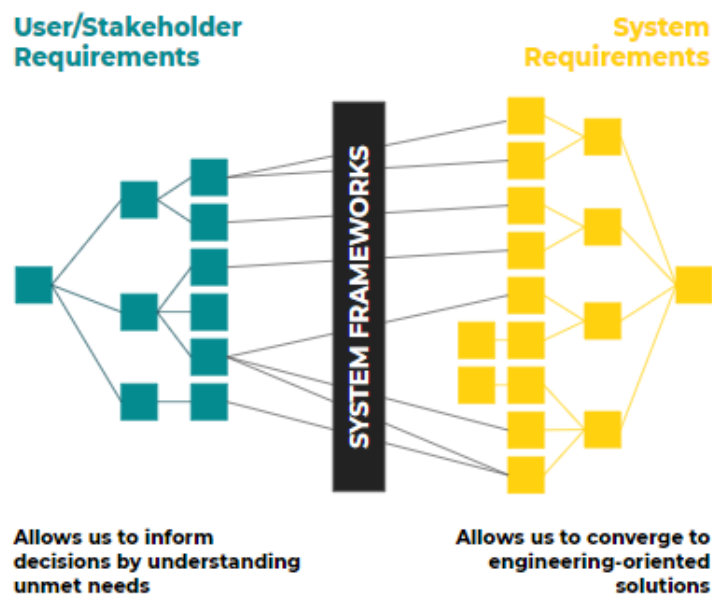 User/Stakeholder
Requirements
System
Requirements
SYSTEM FRAMEWORKS
Allows us to inform
decisions by understanding
unmet needs
Allows us to converge to
engineering-oriented
solutions